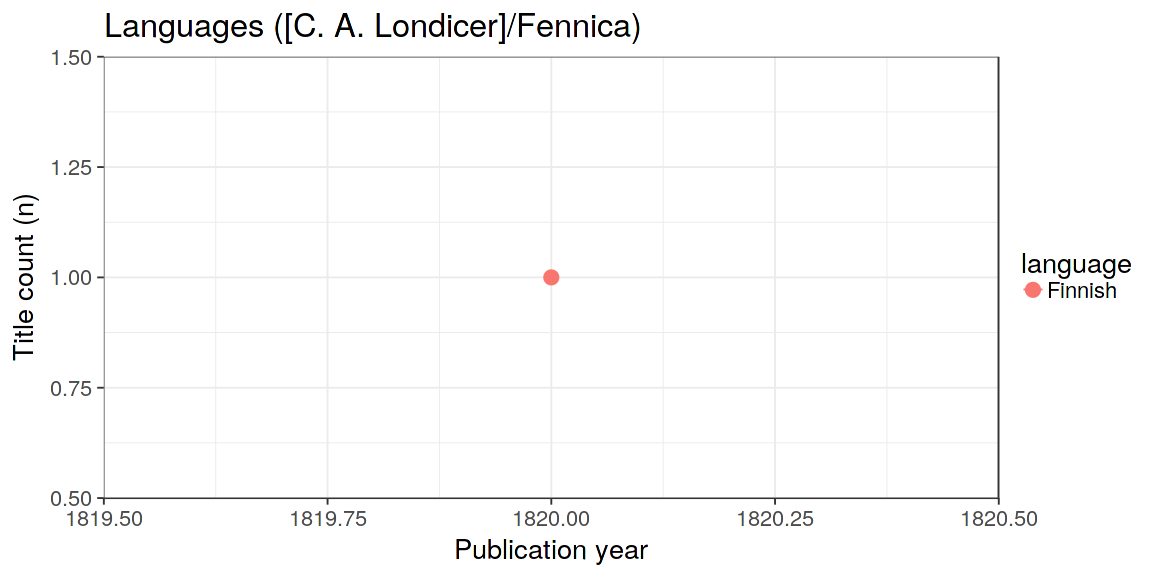 Languages ([C. A. Londicer]/Fennica)
1.50
1.25
1.00
0.75
0.50
Title count (n)
1819.50 1819.75 1820.00 1820.25 1820.50
Publication year
language
Finnish